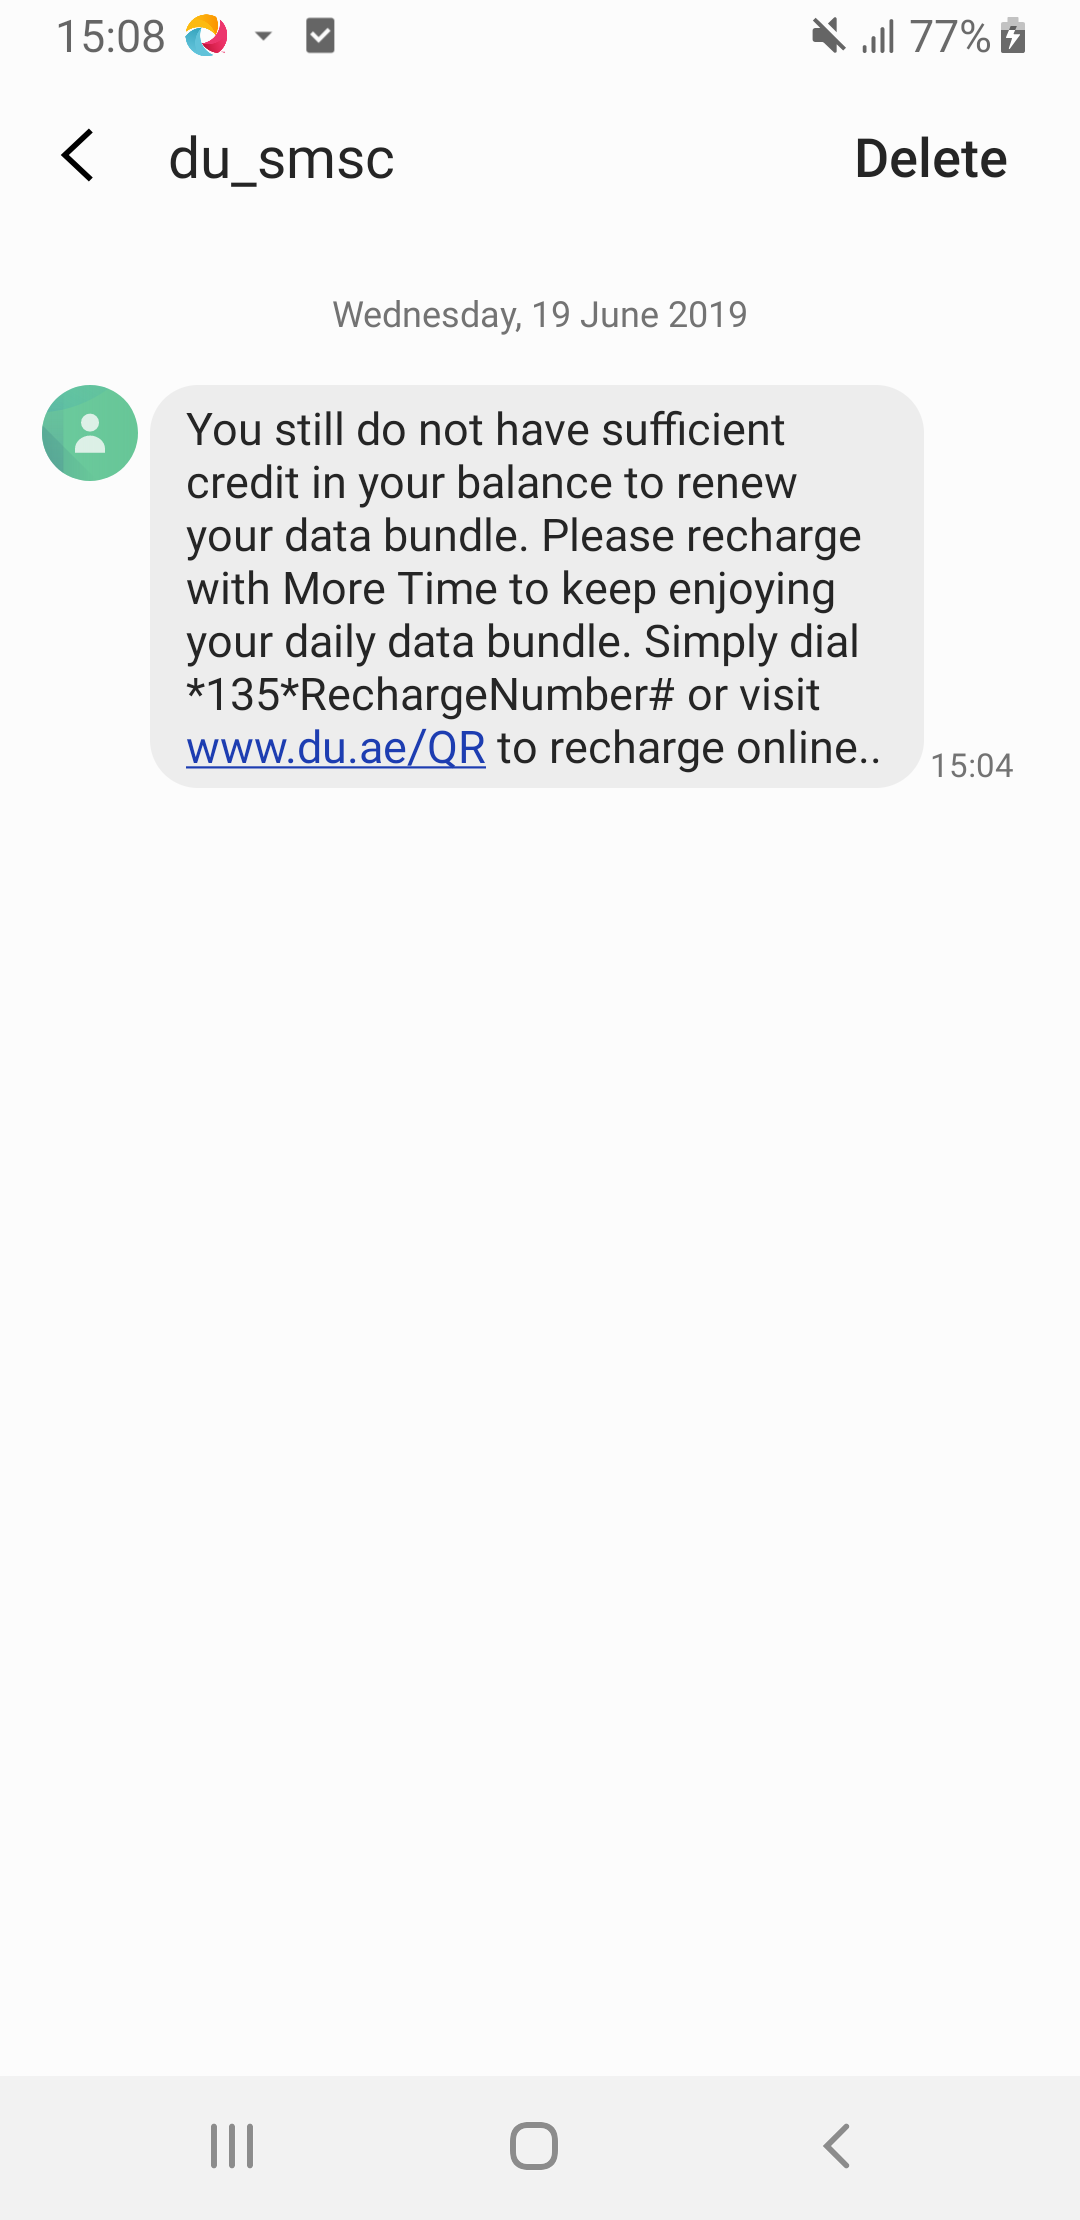 15:08
77%
du_smsc
Delete
Wednesday, 19 June 2019
You still do not have sufficient
credit in your balance to renew
your data bundle. Please recharge
with More Time to keep enjoying
your daily data bundle. Simply dial
*135*RechargeNumber# or visit
www.du.ae/QR to recharge online..
15:04